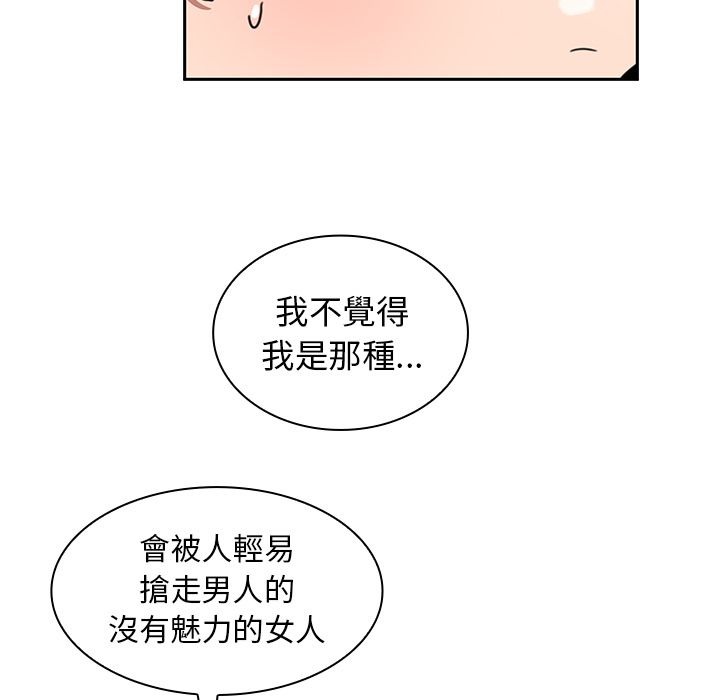 我不覺得
我是那種...
會被人輕易
搶走男人的
沒有魅力的女人